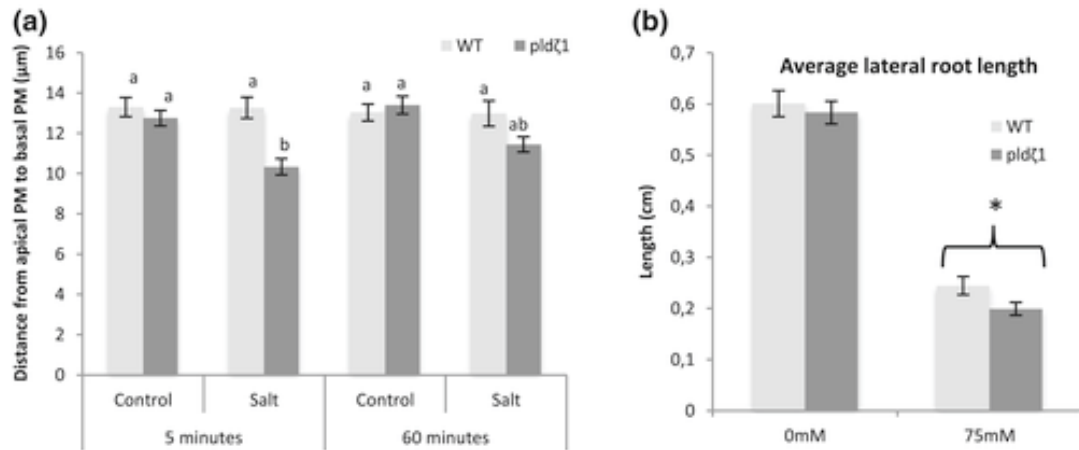 (a)
Distance from apical PM to basal PM (µm)
16
14
12
10
8
6
4
2
0
WT
pldζ1
a
a
a
b
a
a
a
ab
Control
Salt
Control
Salt
5 minutes
60 minutes
(b)
Average lateral root length
Length (cm)
0,7
0,6
0,5
0,4
0,3
0,2
0,1
0
WT
pldζ1
*
0mM
75mM